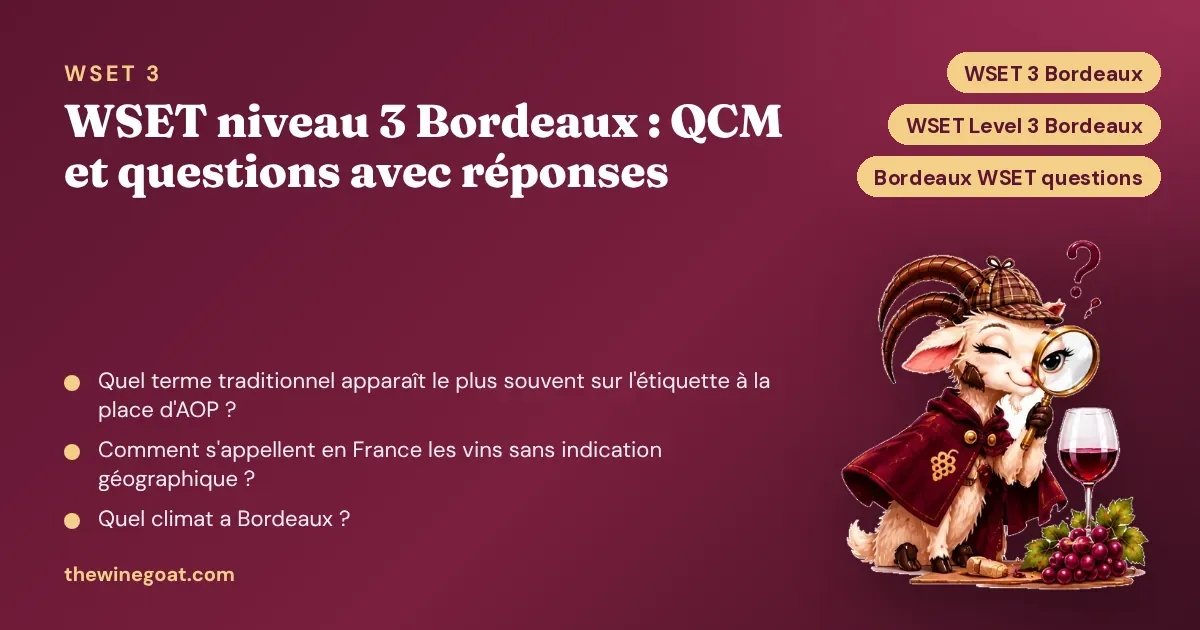 WSET 3
WSET niveau 3 Bordeaux : QCM
et questions avec réponses
WSET 3 Bordeaux
WSET Level 3 Bordeaux
Bordeaux WSET questions
?
Quel terme traditionnel apparaît le plus souvent sur l'étiquette à la
place d'AOP ?
Comment s'appellent en France les vins sans indication
géographique ?
Quel climat a Bordeaux ?
thewinegoat.com